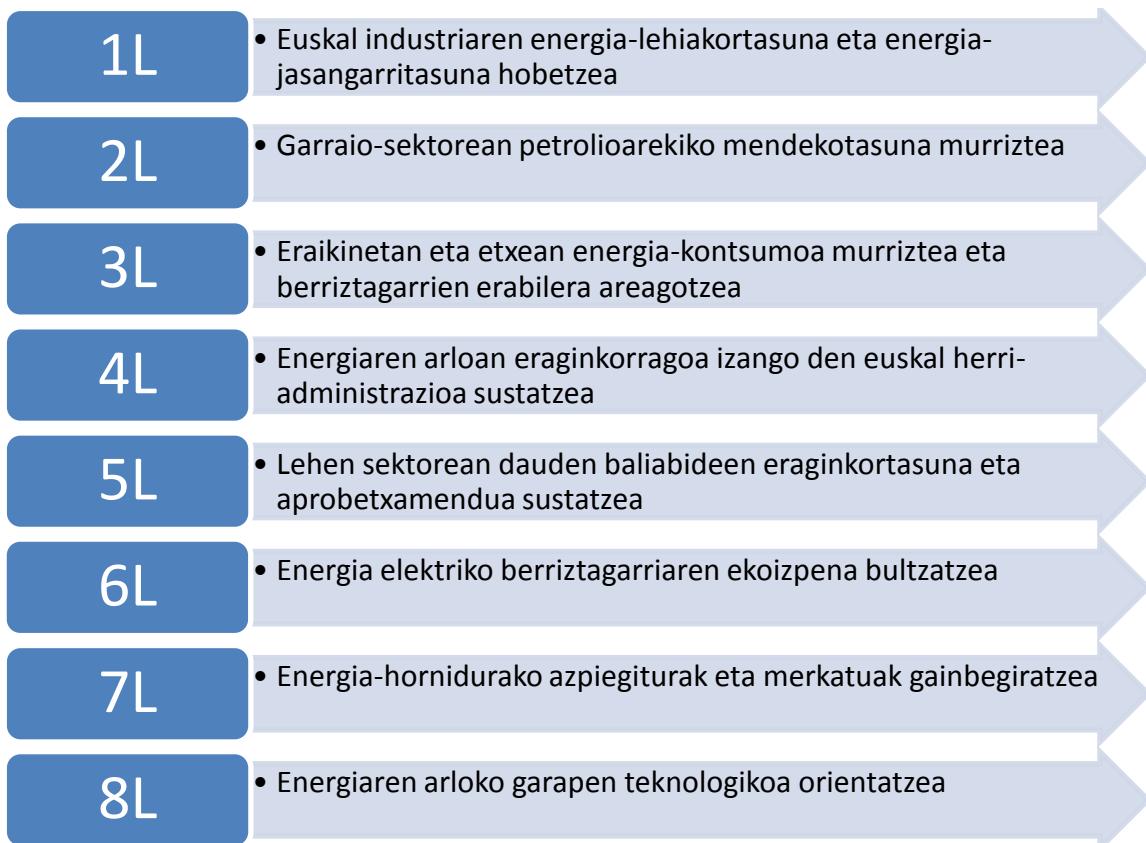 1L
• Euskal industriaren energia-lehiakortasuna eta energia-
jasangarritasuna hobetzea
2L
• Garraio-sektorean petrolioarekiko mendekotasuna murriztea
3L
• Eraikinetan eta etxean energia-kontsumoa murriztea eta
berriztagarrien erabilera areagotzea
4L
• Energiaren arloan eraginkorragoa izango den euskal herri-
administrazioa sustatzea
5L
• Lehen sektorean dauden baliabideen eraginkortasuna eta
aprobetxamendua sustatzea
6L
• Energia elektriko berriztagarriaren ekoizpena bultzatzea
7L
• Energia-hornidurako azpiegiturak eta merkatuak gainbegiratzea
8L
• Energiaren arloko garapen teknologikoa orientatzea